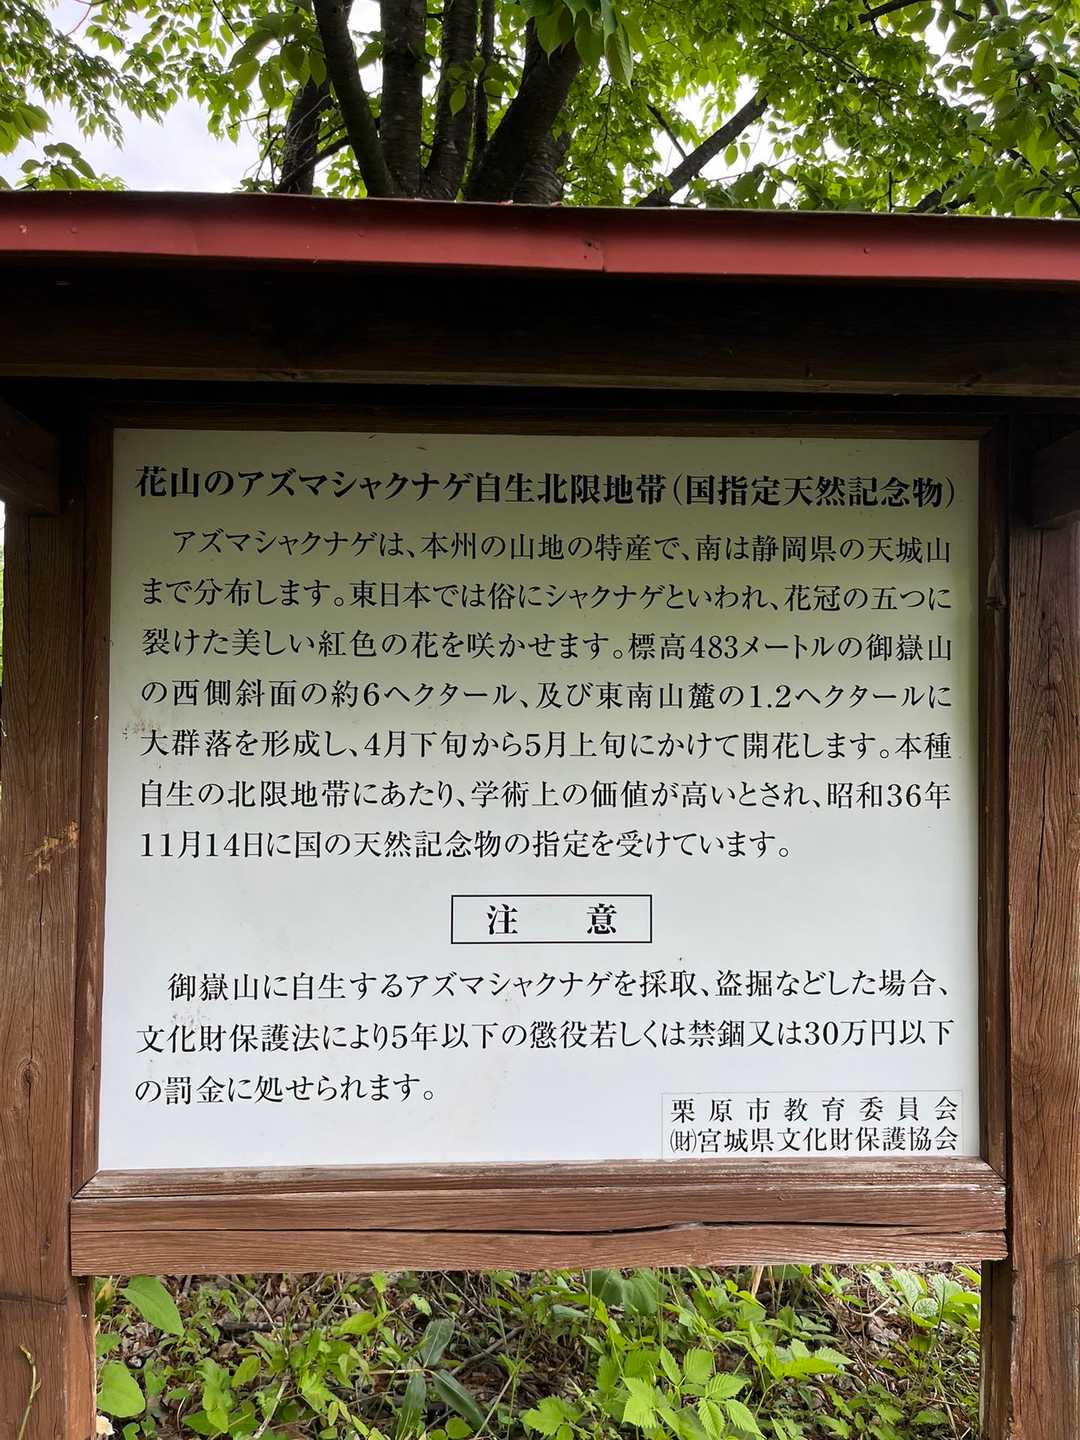 花山のアズマシャクナゲ自生北限地帯（国指定天然記念物）
アズマシャクナゲは、本州の山地の特産で、南は静岡県の天城山
まで分布します。東日本では俗にシャクナゲといわれ、花冠の五つに
裂けた美しい紅色の花を咲かせます。標高483メートルの御嶽山
の西側斜面の約6ヘクタール、及び東南山麓の1.2ヘクタールに
大群落を形成し、4月下旬から5月上旬にかけて開花します。本種
自生の北限地帯にあたり、学術上の価値が高いとされ、昭和36年
11月14日に国の天然記念物の指定を受けています。
注　意
御嶽山に自生するアズマシャクナゲを採取、盗掘などした場合、
文化財保護法により5年以下の懲役若しくは禁錮又は30万円以下
の罰金に処せられます。
栗原市教育委員会
㈶宮城県文化財保護協会